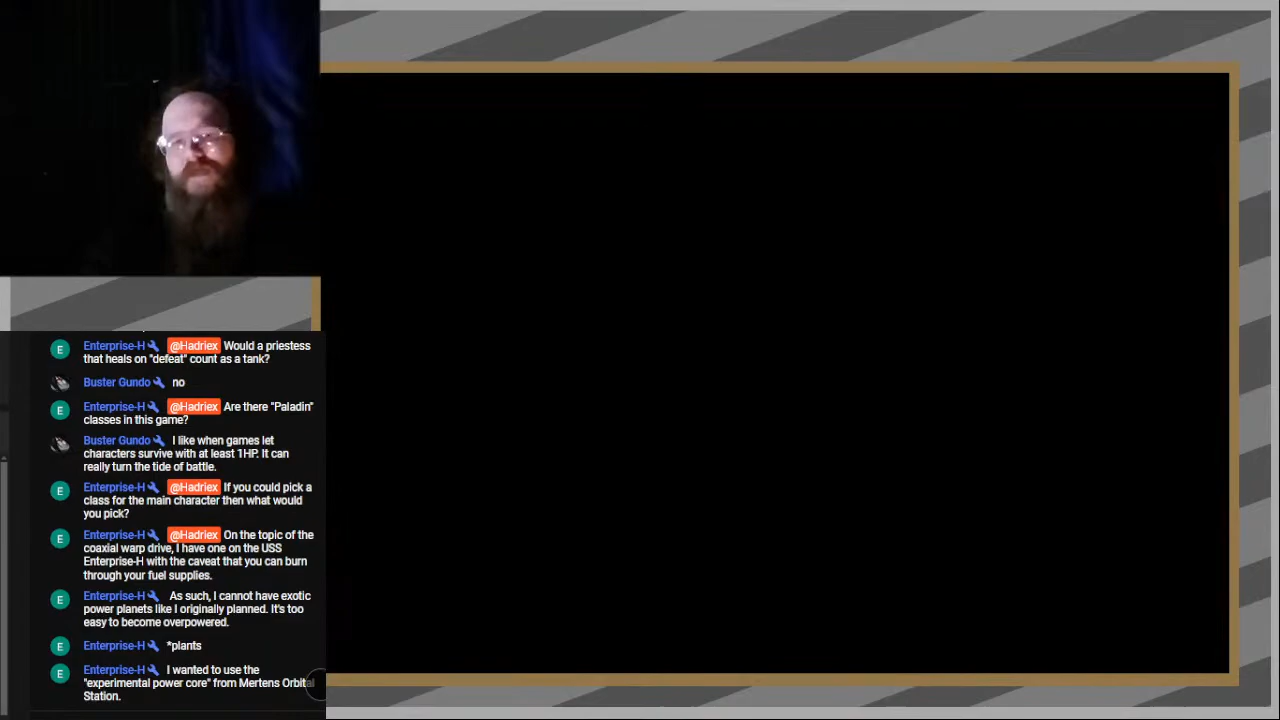 E
Enterprise-H @Hadriex Would a priestess
that heals on "defeat" count as a tank?
Buster Gundo no
E
Enterprise-H @Hadriex Are there "Paladin"
classes in this game?
Buster Gundo I like when games let
characters survive with at least 1HP. It can
really turn the tide of battle.
E
Enterprise-H @Hadriex If you could pick a
class for the main character then what would
you pick?
E
Enterprise-H @Hadriex On the topic of the
coaxial warp drive, I have one on the USS
Enterprise-H with the caveat that you can burn
through your fuel supplies.
E
Enterprise-H As such, I cannot have exotic
power planets like I originally planned. It's too
easy to become overpowered.
E
Enterprise-H *plants
E
Enterprise-H I wanted to use the
"experimental power core" from Mertens Orbital
Station.